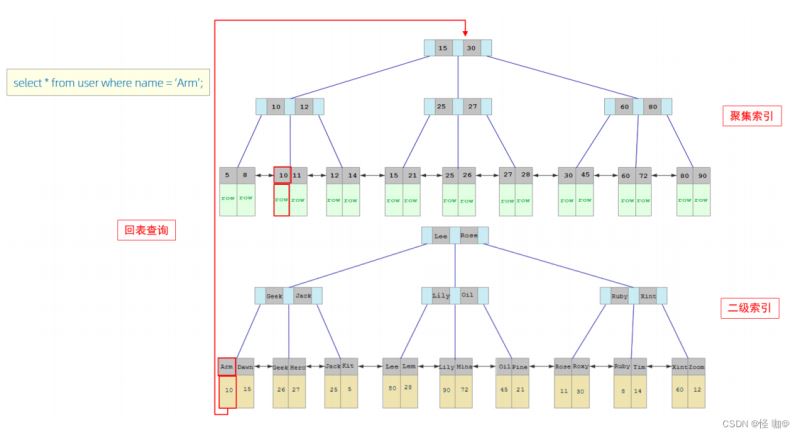 15 30
select * from user where name = 'Arm';
10 12
25 27
60 80
聚集索引
5 8 10 11 12 14 15 21 25 26 27 28 30 45 60 72 80 90
row row row row row row row row row row row row row row row row row row
回表查询
Lee Rose
Geek Jack
Lily Oil
Ruby Xint
二级索引
Arm Dawn Geek Hero Jack Kit Lee Lem Lily Mina Oil Pine Rose Roxy Ruby Tim Xint Zoom
10 15 26 27 25 5 80 28 90 72 45 21 11 30 8 14 60 12
CSDN @怪 咖@